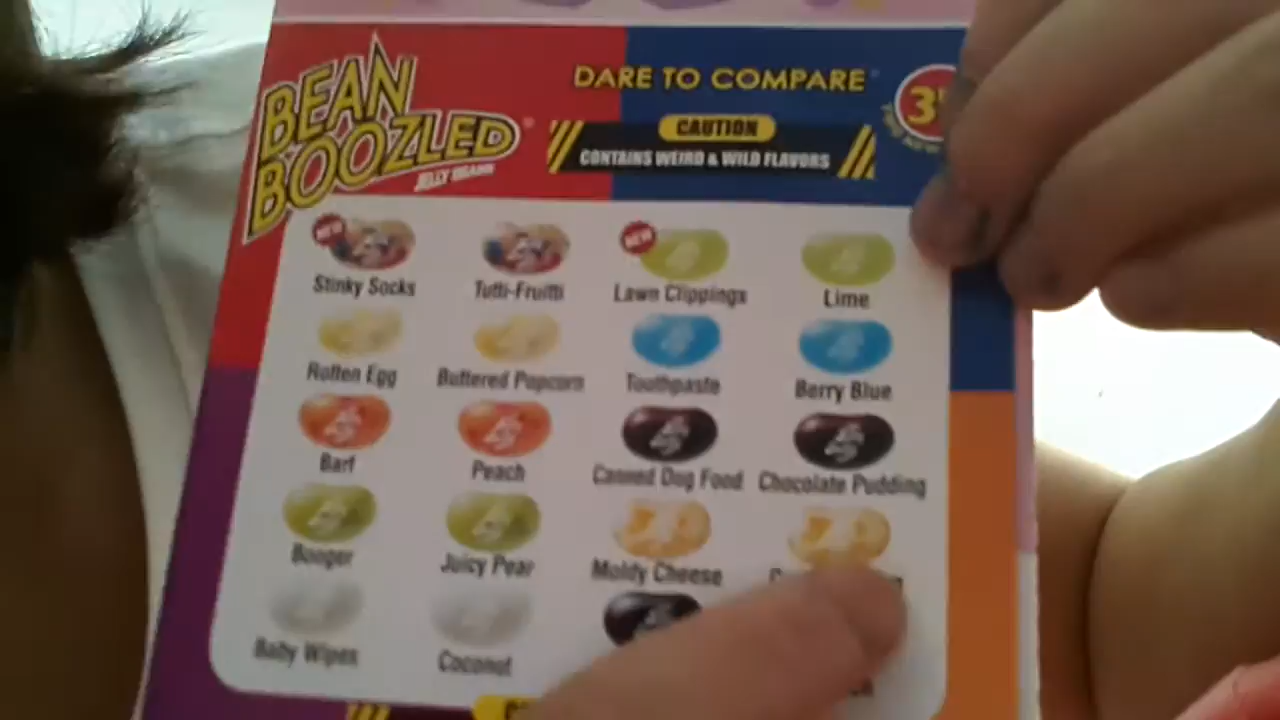 BEAN
BOOZLED
JELLY BEANS
DARE TO COMPARE
CAUTION
CONTAINS WEIRD & WILD FLAVORS
NEW
NEW
Stinky Socks
Tutti-Fruitti
Lawn Clippings
Lime
Rotten Egg
Buttered Popcorn
Toothpaste
Berry Blue
Barf
Peach
Canned Dog Food
Chocolate Pudding
Booger
Juicy Pear
Moldy Cheese
Baby Wipes
Coconut